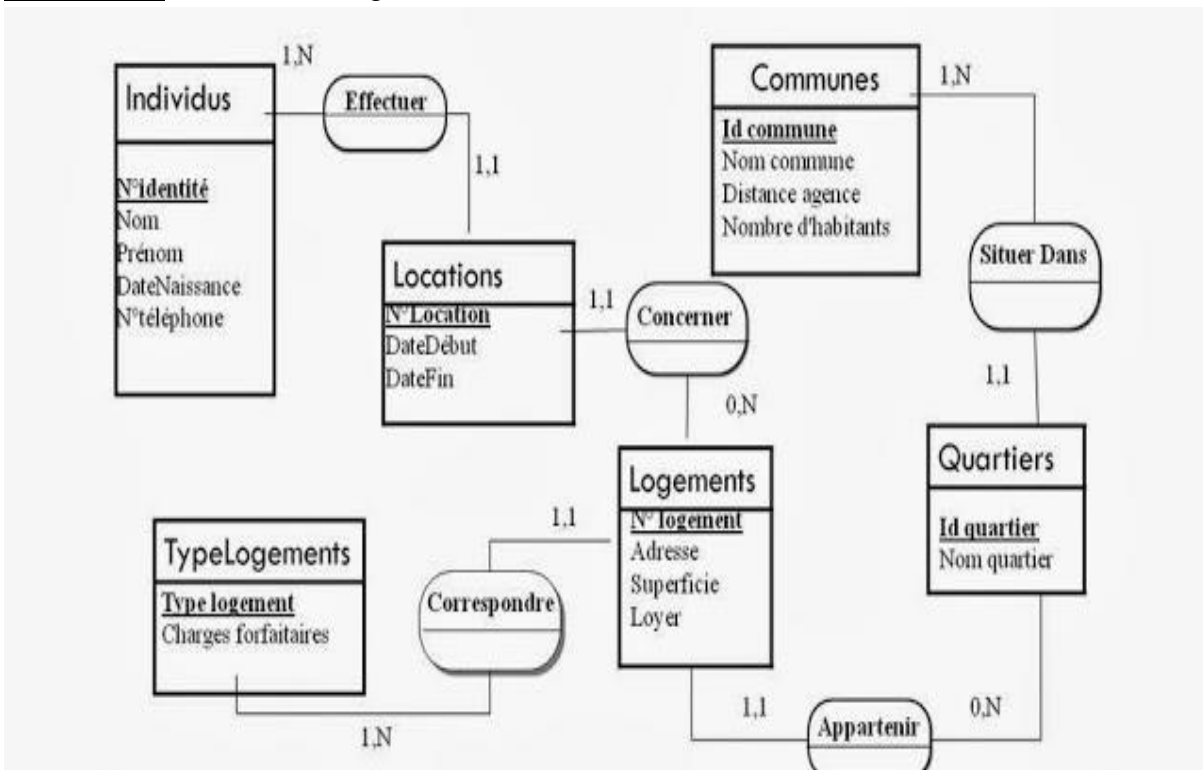 1,N
Individus
N°identité
Nom
Prénom
DateNaissance
N°téléphone
Effectuer
1,1
Locations
N°Location
DateDébut
DateFin
1,1
Concerner
0,N
Communes
Id commune
Nom commune
Distance agence
Nombre d'habitants
1,N
Situer Dans
1,1
Quartiers
Id quartier
Nom quartier
Logements
N° logement
Adresse
Superficie
Loyer
1,1
TypeLogements
Type logement
Charges forfaitaires
Correspondre
1,N
1,1
Appartenir
0,N